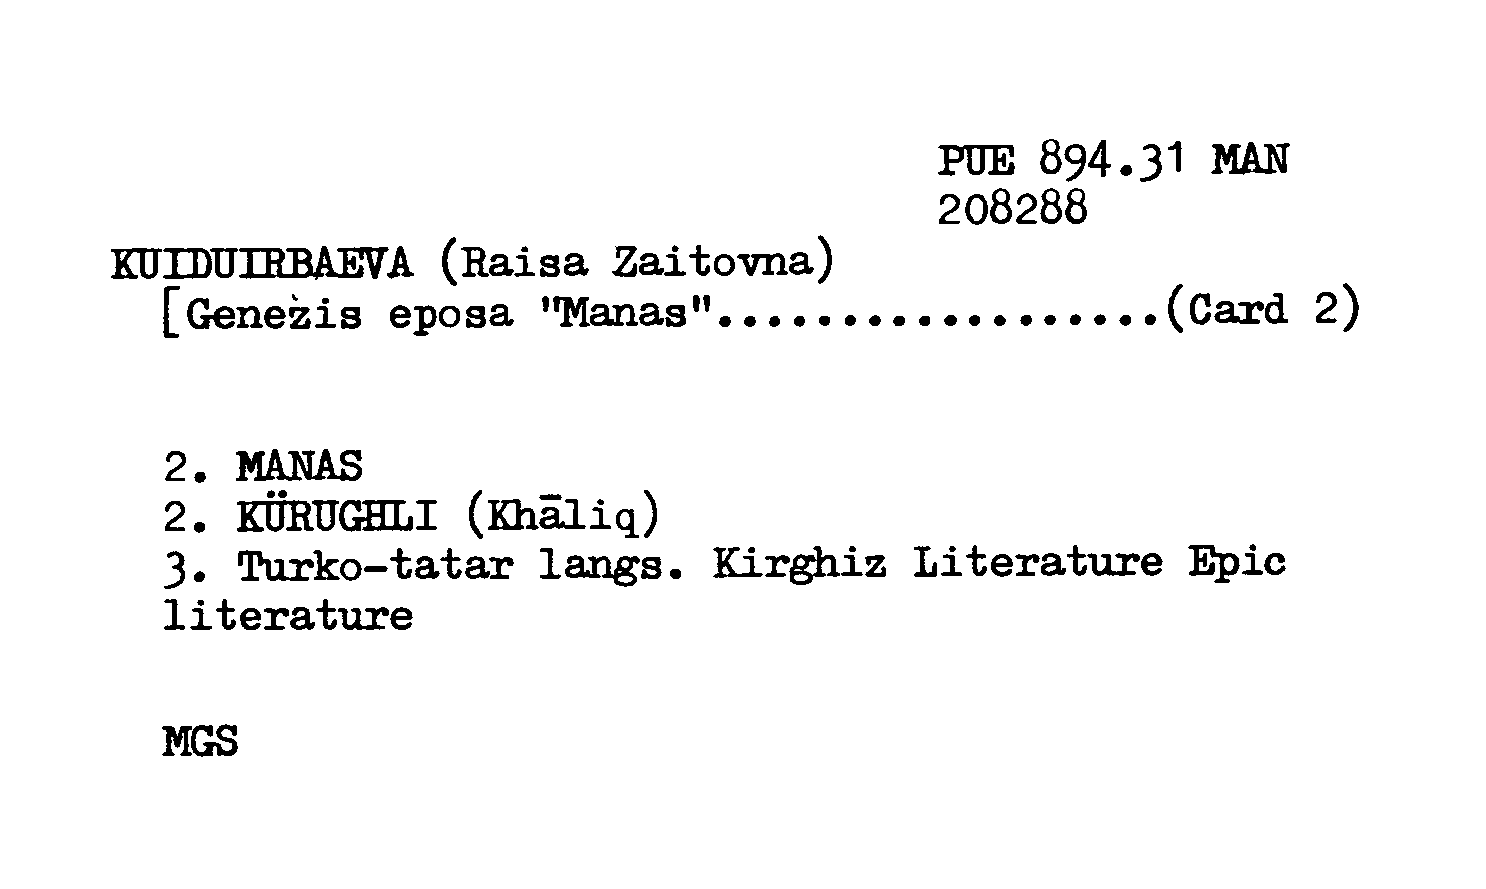 PUE 894.31 MAN
208288
KUIDUIRBAEVA (Raisa Zaitovna)
[Genezis eposa "Manas"..................(Card 2)
2. MANAS
2. KÜRUGHLI (Khāliq)
3. Turko-tatar langs. Kirghiz Literature Epic
literature
MGS